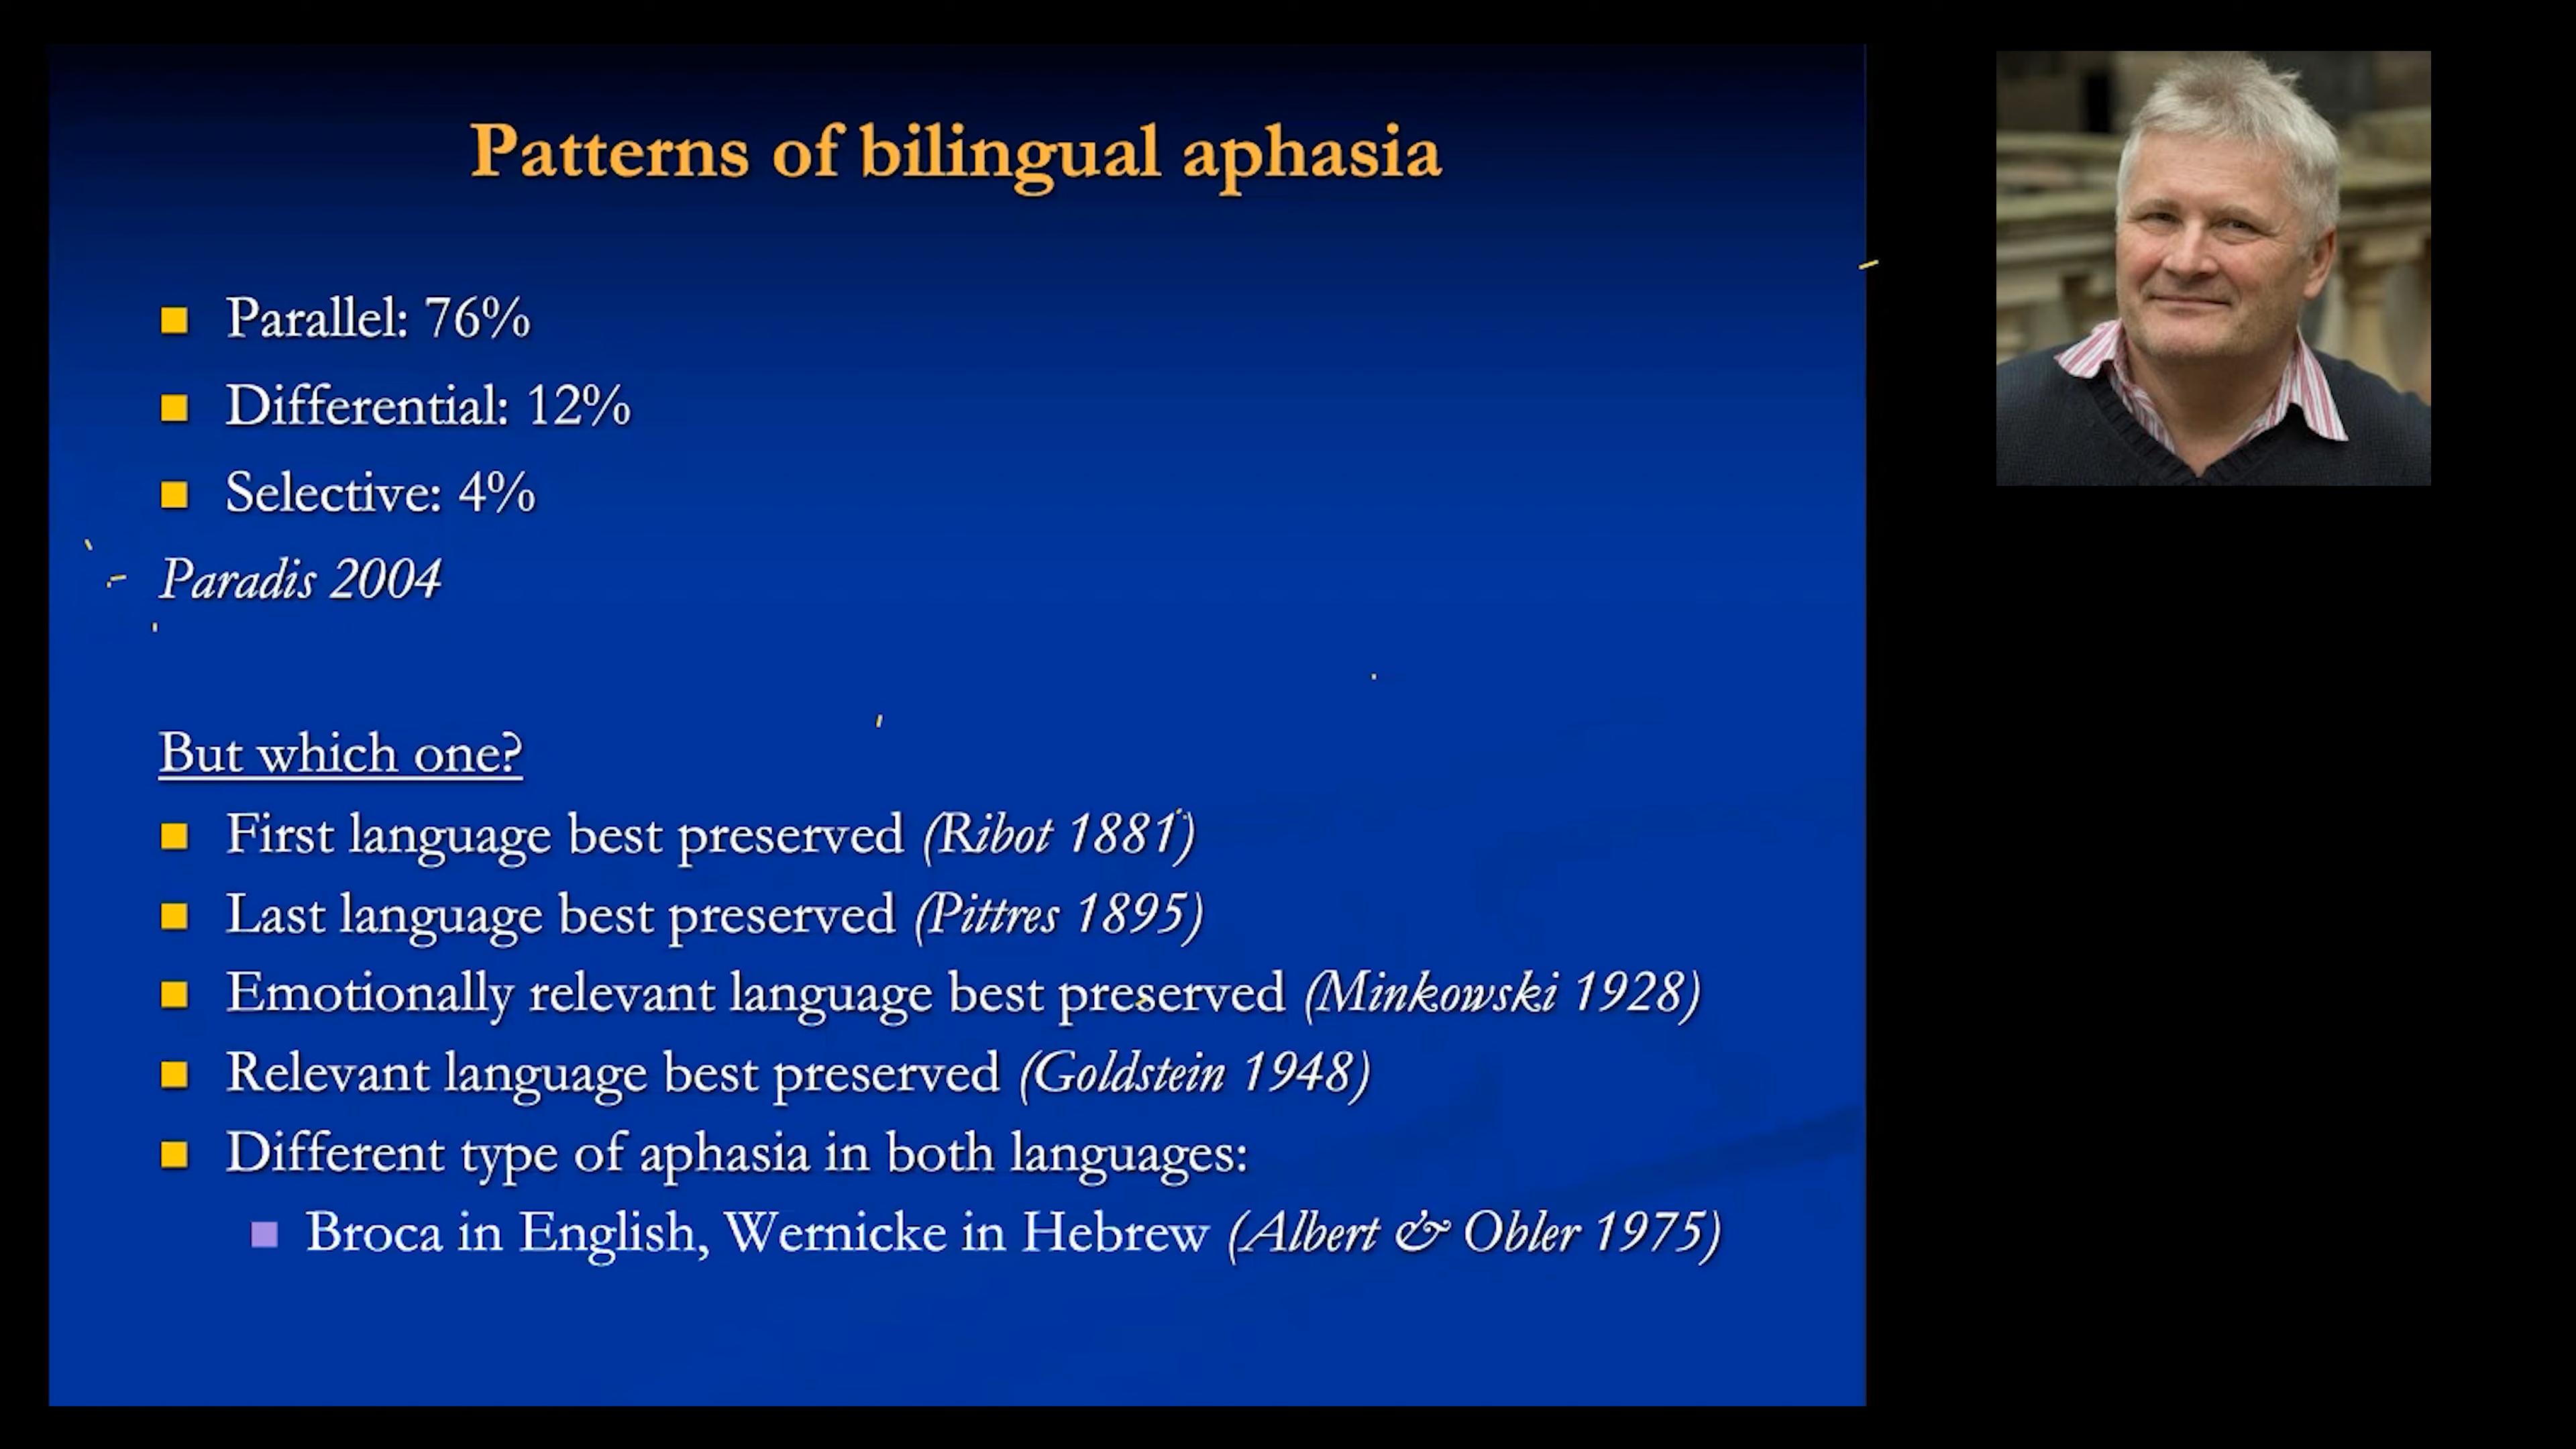 Patterns of bilingual aphasia
Parallel: 76%
Differential: 12%
Selective: 4%
Paradis 2004
But which one?
First language best preserved (Ribot 1881)
Last language best preserved (Pittres 1895)
Emotionally relevant language best preserved (Minkowski 1928)
Relevant language best preserved (Goldstein 1948)
Different type of aphasia in both languages:
Broca in English, Wernicke in Hebrew (Albert & Obler 1975)